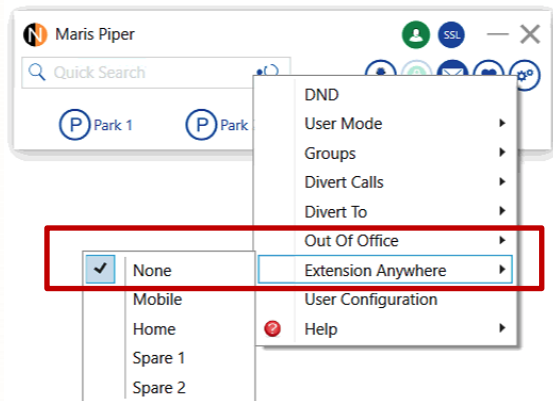 N Maris Piper SSL
Quick Search
P Park 1 P Park
DND
User Mode
Groups
Divert Calls
Divert To
Out Of Office
Extension Anywhere
User Configuration
Help
None
Mobile
Home
Spare 1
Spare 2